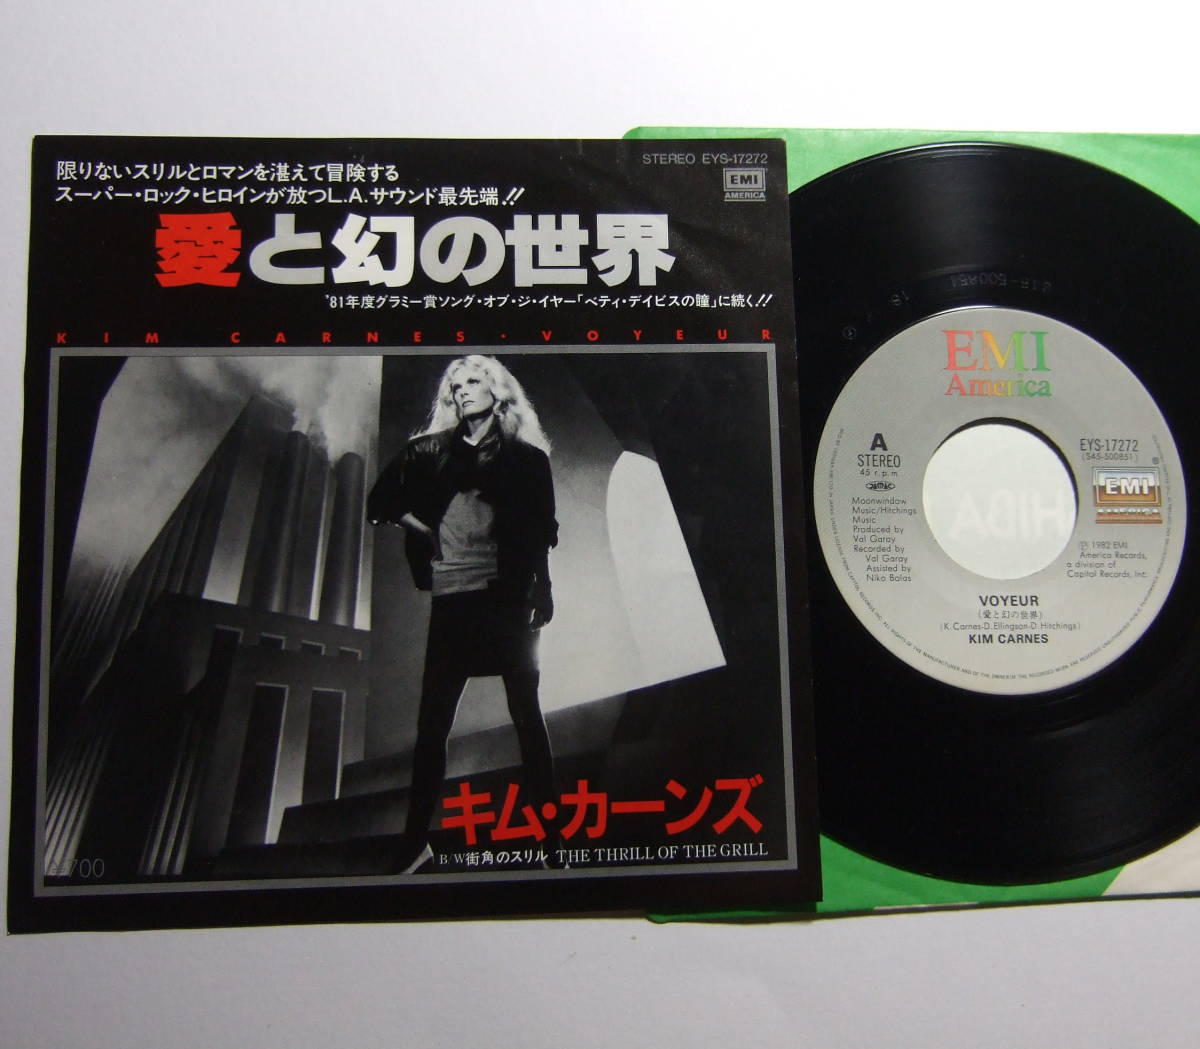 限りないスリルとロマンを湛えて冒険する
スーパー・ロック・ヒロインが放つL.A.サウンド最先端!!
STEREO EYS-17272
EMI
AMERICA
愛と幻の世界
'81年度グラミー賞ソング・オブ・ジ・イヤー「ベティ・デイビスの瞳」に続く!!
KIM CARNES・VOYEUR
キム・カーンズ
B/W街角のスリル THE THRILL OF THE GRILL
700
EMI
America
A
STEREO
45 r.p.m.
EYS-17272
(S45-500851)
EMI
AMERICA
Moonwindow
Music/Hitchings
Music
Produced by
Val Garay
Recorded by
Val Garay
Assisted by
Niko Bolas
℗ 1982 EMI
America Records,
a division of
Capitol Records, Inc.
VOYEUR
(愛と幻の世界)
(K. Carnes-D. Ellingson-D. Hitchings)
KIM CARNES